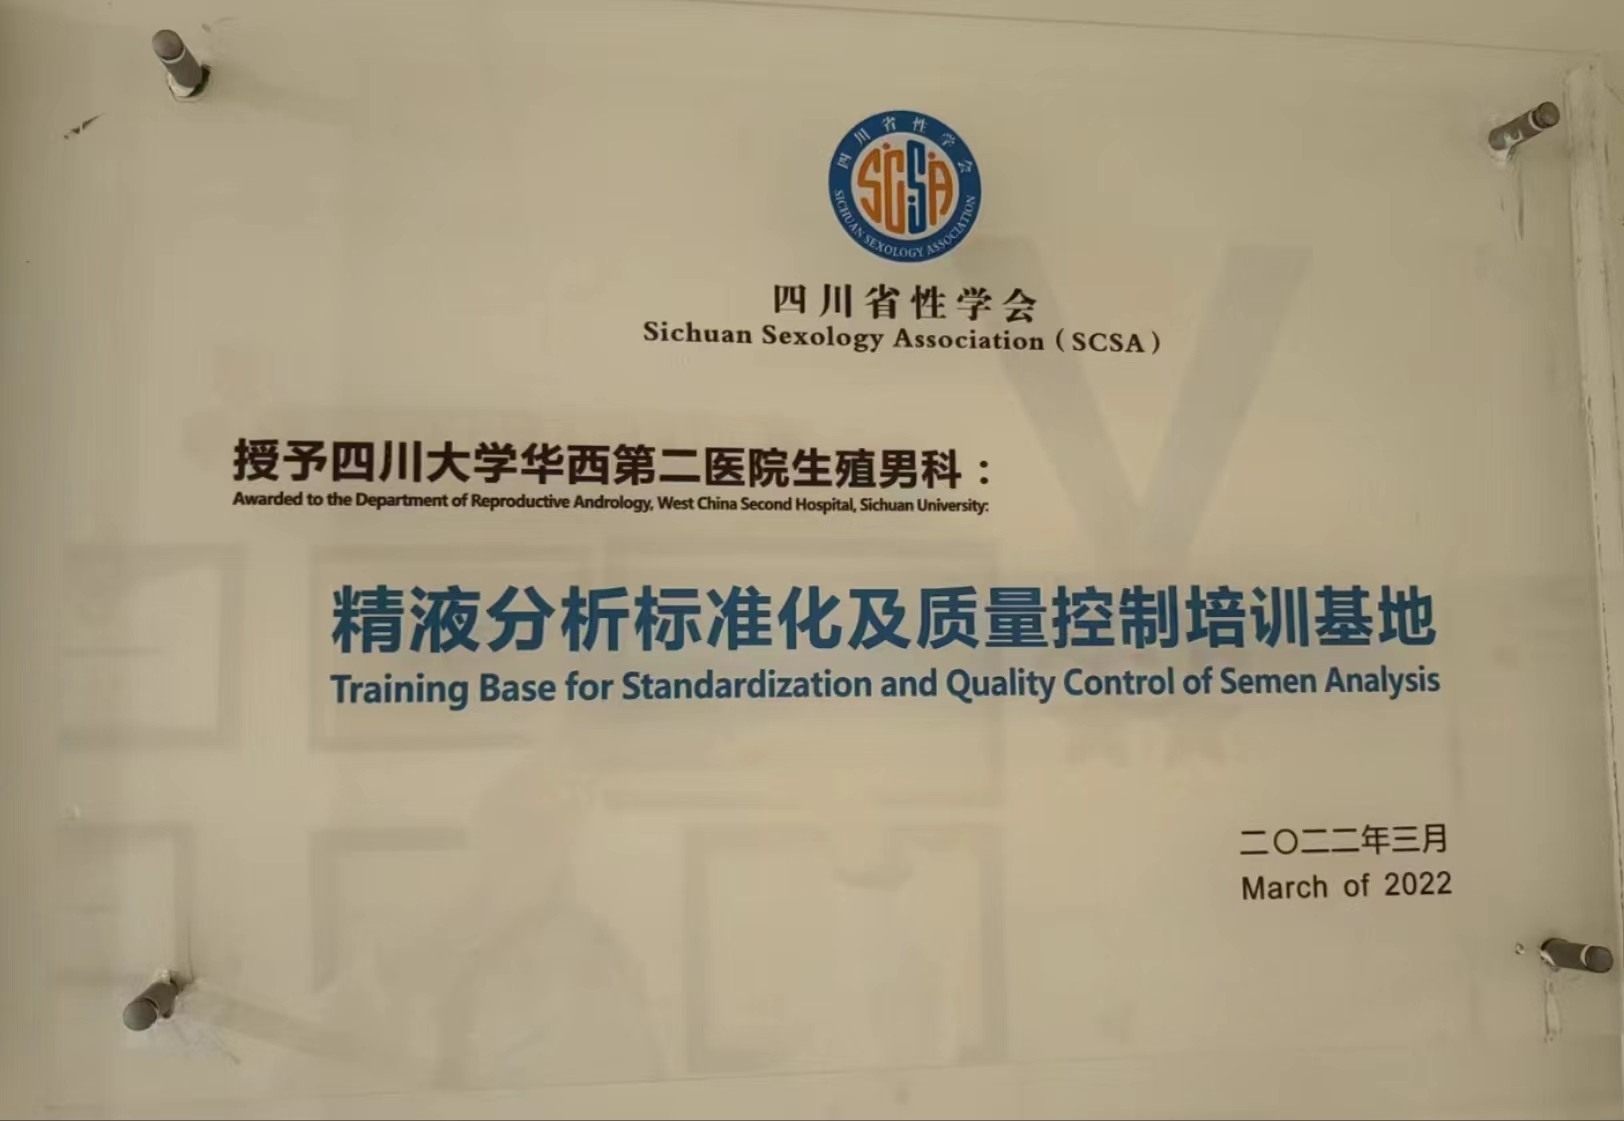 四川省性学会
SCSA
SICHUAN SEXOLOGY ASSOCIATION
四川省性学会
Sichuan Sexology Association（SCSA）
授予四川大学华西第二医院生殖男科：
Awarded to the Department of Reproductive Andrology, West China Second Hospital, Sichuan University:
精液分析标准化及质量控制培训基地
Training Base for Standardization and Quality Control of Semen Analysis
二〇二二年三月
March of 2022